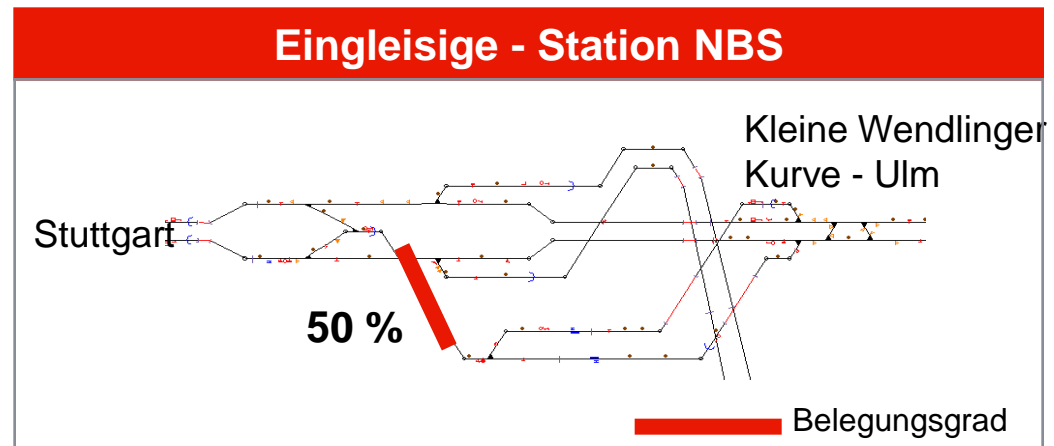 Eingleisige - Station NBS
Kleine Wendlinger
Kurve - Ulm
Stuttgart
50 %
Belegungsgrad